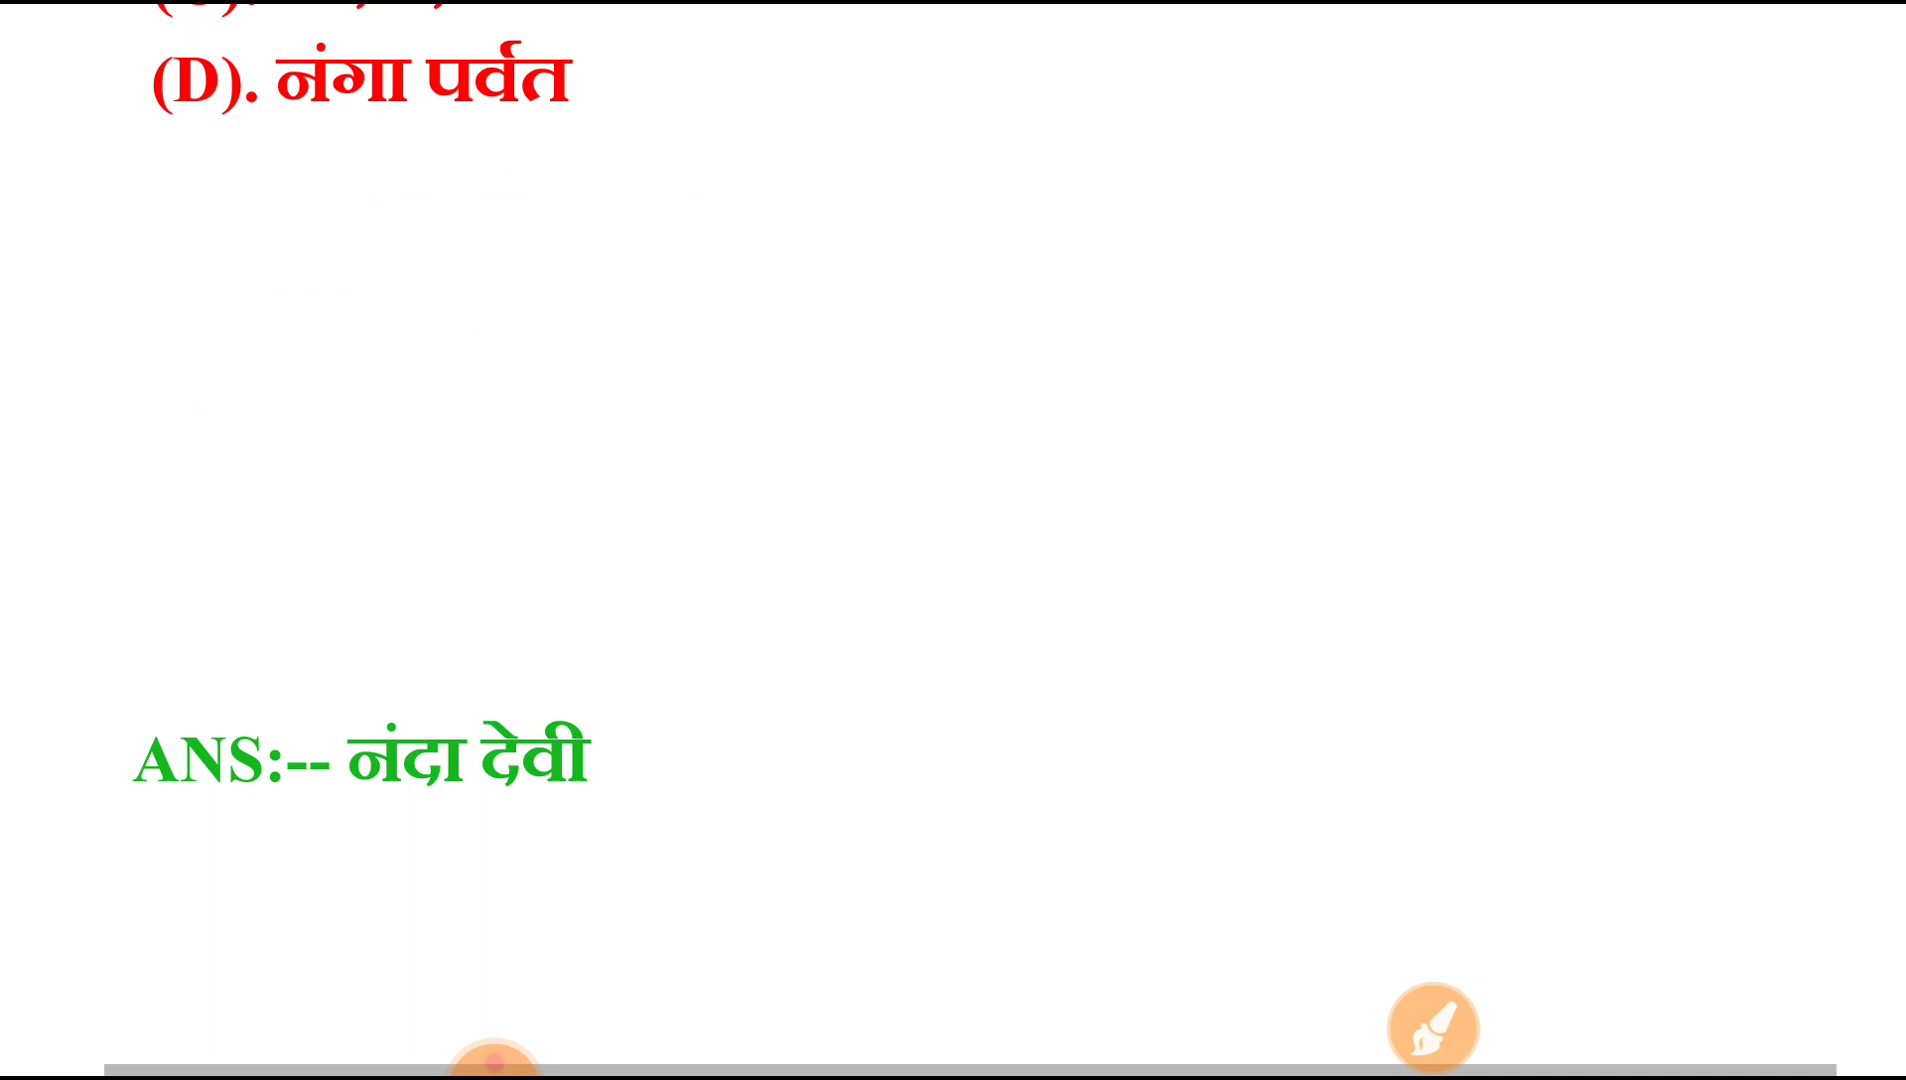 (D). नंगा पर्वत
ANS:-- नंदा देवी